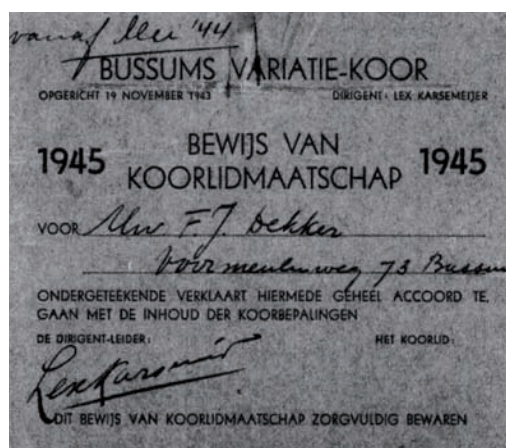 vanaf Mei '44
BUSSUMS VARIATIE-KOOR
OPGERICHT 19 NOVEMBER 1943 DIRIGENT: LEX KARSEMEIJER
1945 BEWIJS VAN KOORLIDMAATSCHAP 1945
VOOR Mw F.J. Dekker
Voormeulenweg 73 Bussum
ONDERGETEEKENDE VERKLAART HIERMEDE GEHEEL ACCOORD TE
GAAN MET DE INHOUD DER KOORBEPALINGEN
DE DIRIGENT-LEIDER: HET KOORLID:
Lex Karsemeijer
DIT BEWIJS VAN KOORLIDMAATSCHAP ZORGVULDIG BEWAREN